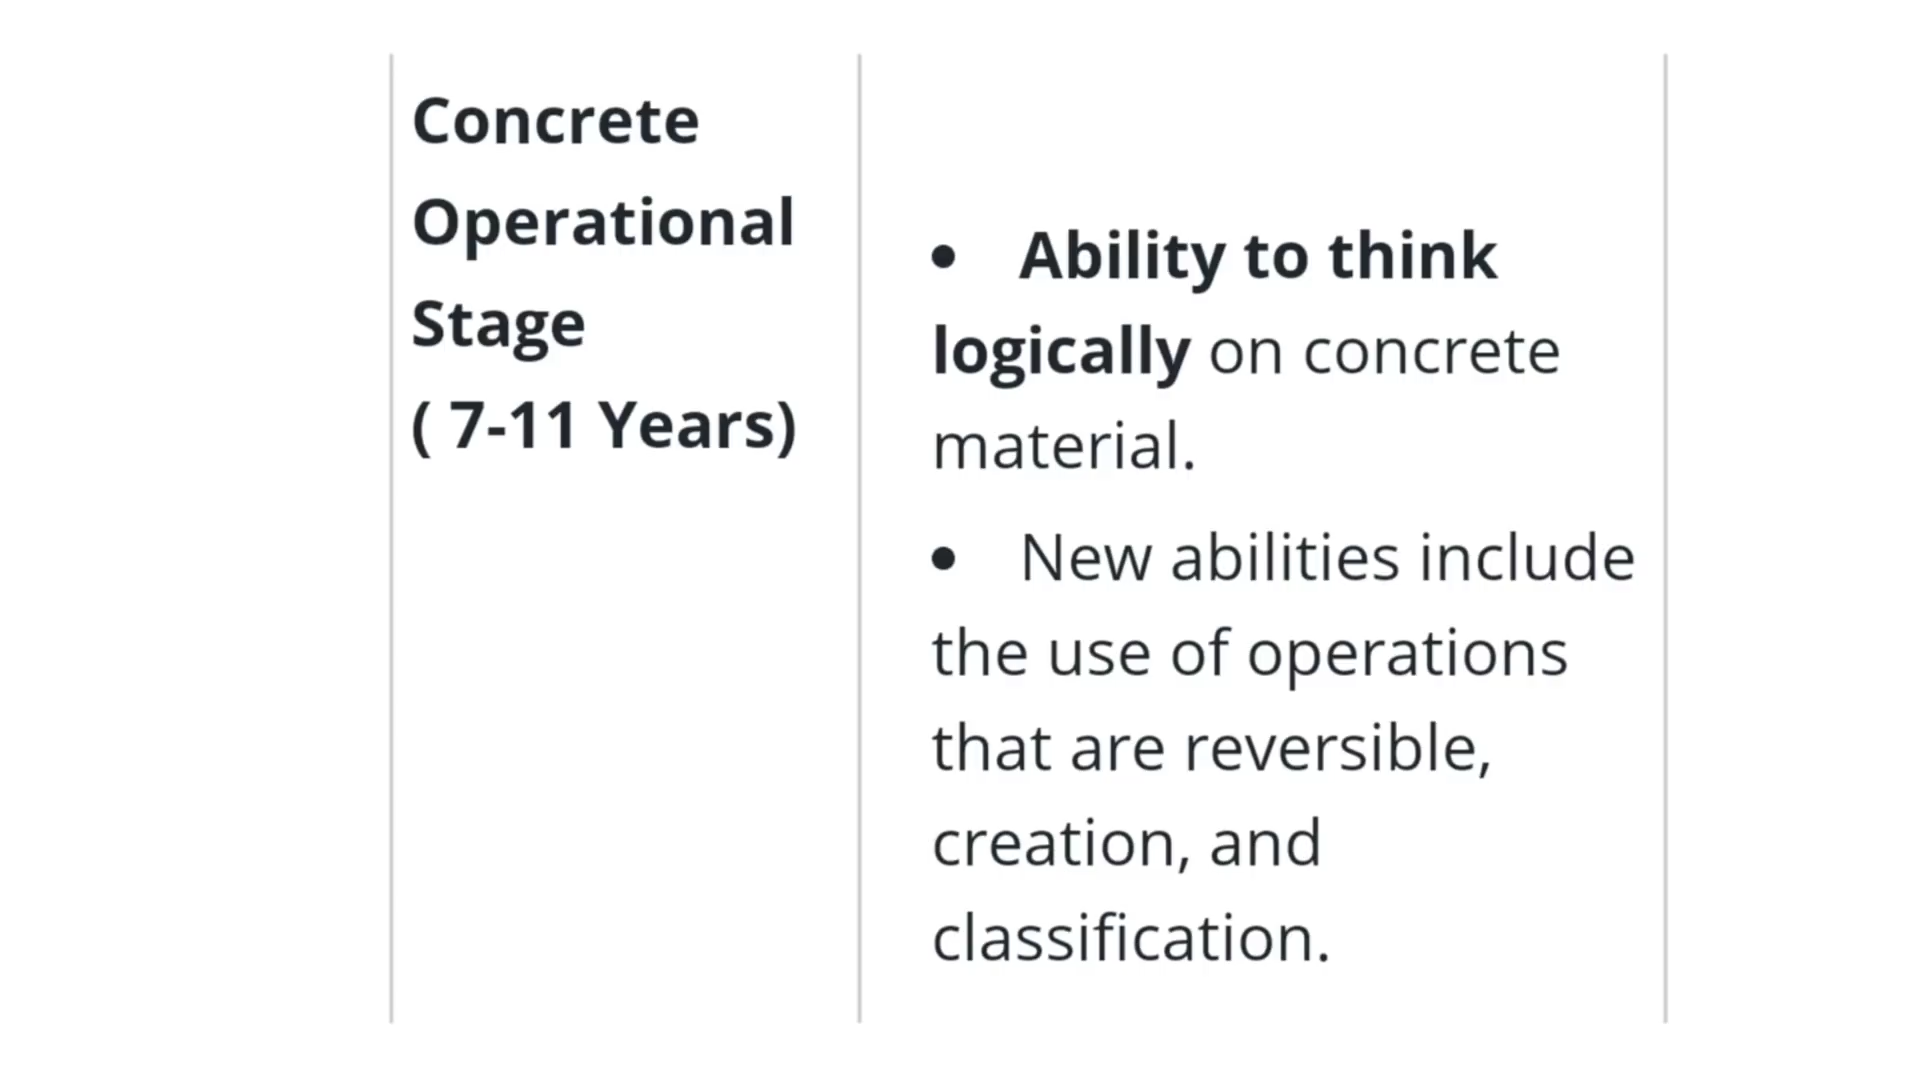 Concrete
Operational
Stage
( 7-11 Years)
• Ability to think
logically on concrete
material.
• New abilities include
the use of operations
that are reversible,
creation, and
classification.